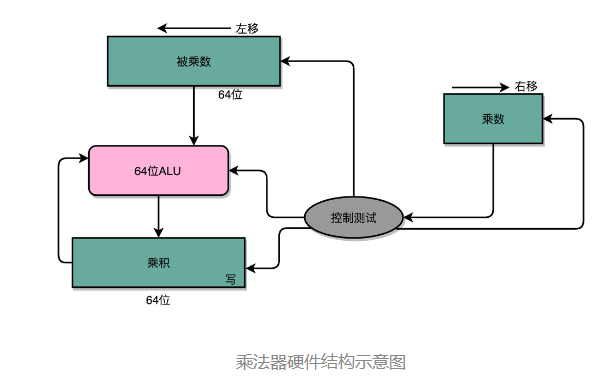 左移
被乘数
64位
右移
乘数
64位ALU
控制测试
乘积
写
64位
乘法器硬件结构示意图